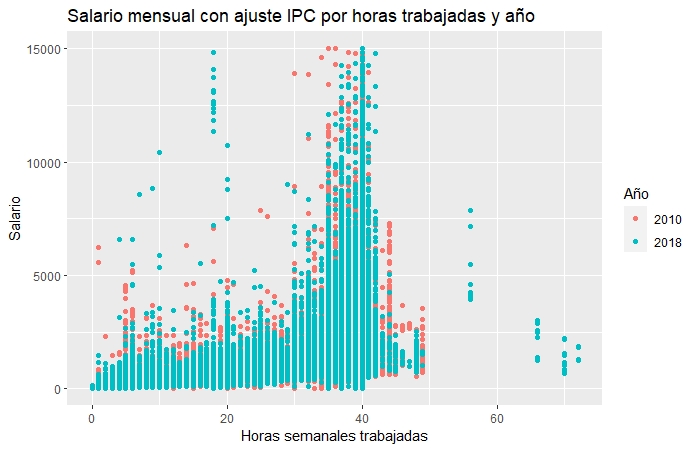 Salario mensual con ajuste IPC por horas trabajadas y año
15000
10000
5000
0
Salario
0
20
40
60
Horas semanales trabajadas
Año
2010
2018